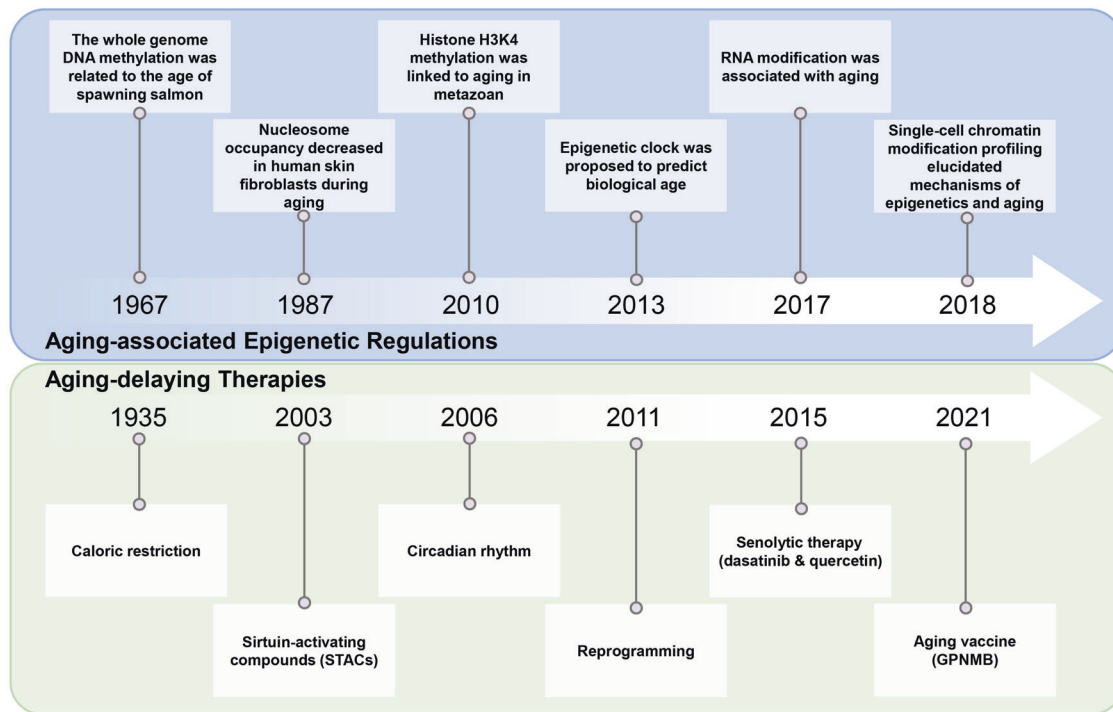 The whole genome
DNA methylation was
related to the age of
spawning salmon
Nucleosome
occupancy decreased
in human skin
fibroblasts during
aging
Histone H3K4
methylation was
linked to aging in
metazoan
Epigenetic clock was
proposed to predict
biological age
RNA modification was
associated with aging
Single-cell chromatin
modification profiling
elucidated
mechanisms of
epigenetics and aging
1967 1987 2010 2013 2017 2018
Aging-associated Epigenetic Regulations
Aging-delaying Therapies
1935 2003 2006 2011 2015 2021
Caloric restriction
Sirtuin-activating
compounds (STACs)
Circadian rhythm
Reprogramming
Senolytic therapy
(dasatinib & quercetin)
Aging vaccine
(GPNMB)